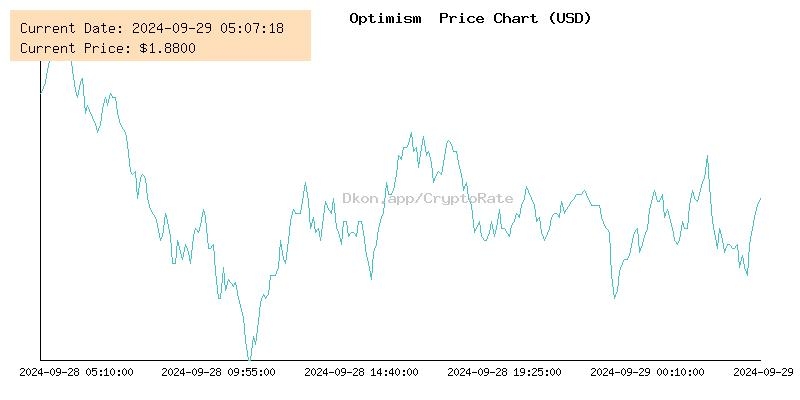 Optimism  Price Chart (USD)
Current Date: 2024-09-29 05:07:18
Current Price: $1.8800
Dkon.app/CryptoRate
2024-09-28 05:10:00 2024-09-28 09:55:00 2024-09-28 14:40:00 2024-09-28 19:25:00 2024-09-29 00:10:00 2024-09-29